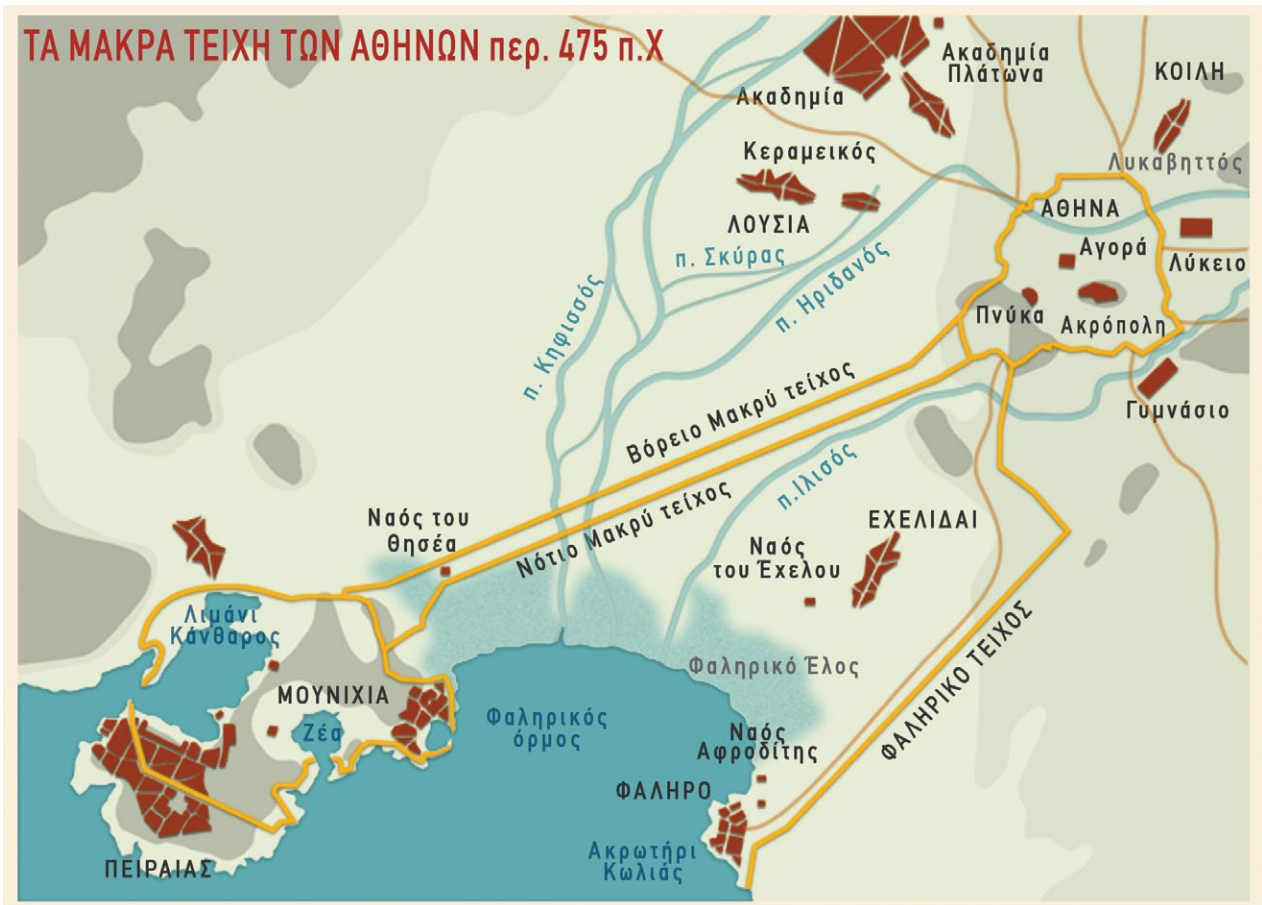 ΤΑ ΜΑΚΡΑ ΤΕΙΧΗ ΤΩΝ ΑΘΗΝΩΝ περ. 475 π.Χ
Ακαδημία
Πλάτωνα
ΚΟΙΛΗ
Ακαδημία
Κεραμεικός
Λυκαβηττός
ΛΟΥΣΙΑ
ΑΘΗΝΑ
Αγορά
Λύκειο
π. Σκύρας
π. Ηριδανός
π. Κηφισσός
Πνύκα
Ακρόπολη
Γυμνάσιο
Βόρειο Μακρύ τείχος
Νότιο Μακρύ τείχος
π.Ιλισός
Ναός του
Θησέα
ΕΧΕΛΙΔΑΙ
Ναός
του Έχελου
Λιμάνι
Κάνθαρος
Φαληρικό Έλος
ΜΟΥΝΙΧΙΑ
Ζέα
Φαληρικός
όρμος
ΦΑΛΗΡΙΚΟ ΤΕΙΧΟΣ
Ναός
Αφροδίτης
ΦΑΛΗΡΟ
Ακρωτήρι
Κωλιάς
ΠΕΙΡΑΙΑΣ